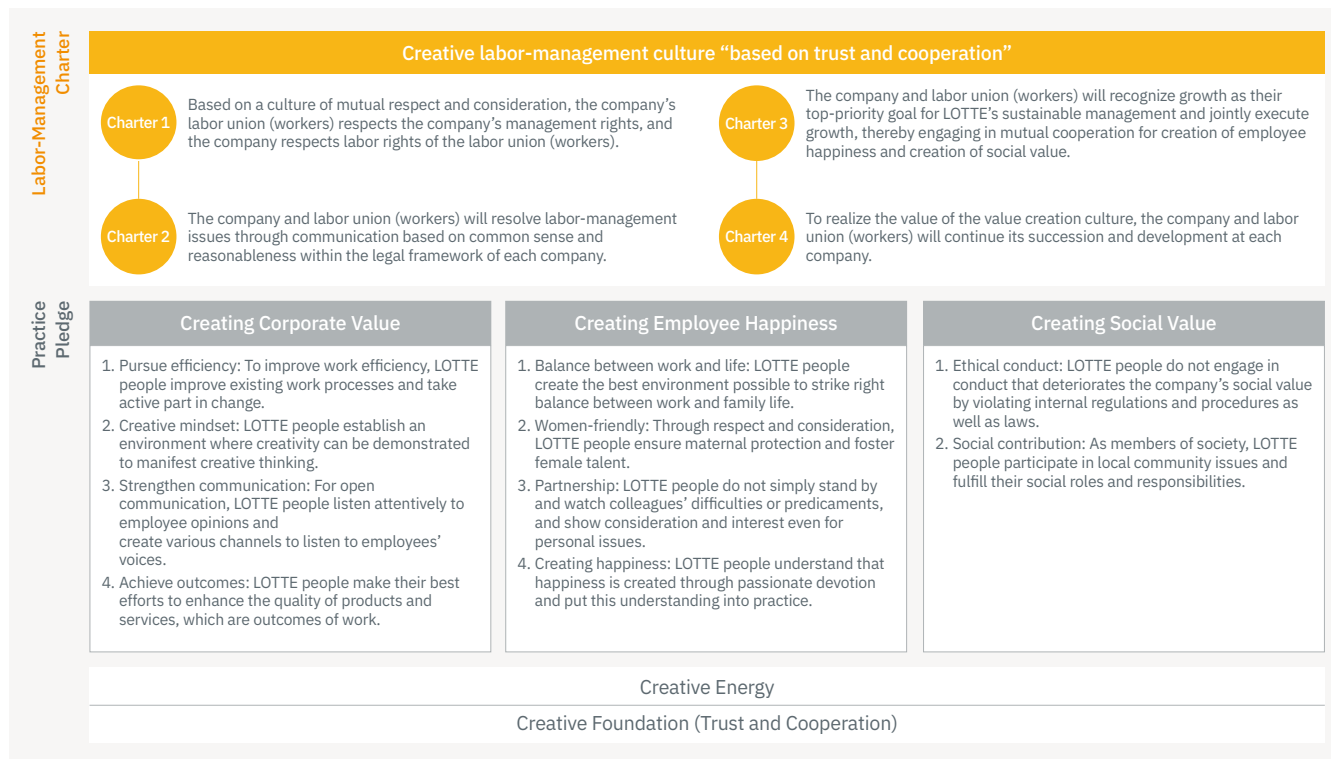 Labor-Management
Charter
Creative labor-management culture “based on trust and cooperation”
Charter 1
Based on a culture of mutual respect and consideration, the company’s
labor union (workers) respects the company’s management rights, and
the company respects labor rights of the labor union (workers).
Charter 2
The company and labor union (workers) will resolve labor-management
issues through communication based on common sense and
reasonableness within the legal framework of each company.
Charter 3
The company and labor union (workers) will recognize growth as their
top-priority goal for LOTTE’s sustainable management and jointly execute
growth, thereby engaging in mutual cooperation for creation of employee
happiness and creation of social value.
Charter 4
To realize the value of the value creation culture, the company and labor
union (workers) will continue its succession and development at each
company.
Practice
Pledge
Creating Corporate Value
1. Pursue efficiency: To improve work efficiency, LOTTE
people improve existing work processes and take
active part in change.
2. Creative mindset: LOTTE people establish an
environment where creativity can be demonstrated
to manifest creative thinking.
3. Strengthen communication: For open
communication, LOTTE people listen attentively to
employee opinions and
create various channels to listen to employees’
voices.
4. Achieve outcomes: LOTTE people make their best
efforts to enhance the quality of products and
services, which are outcomes of work.
Creating Employee Happiness
1. Balance between work and life: LOTTE people
create the best environment possible to strike right
balance between work and family life.
2. Women-friendly: Through respect and consideration,
LOTTE people ensure maternal protection and foster
female talent.
3. Partnership: LOTTE people do not simply stand by
and watch colleagues’ difficulties or predicaments,
and show consideration and interest even for
personal issues.
4. Creating happiness: LOTTE people understand that
happiness is created through passionate devotion
and put this understanding into practice.
Creating Social Value
1. Ethical conduct: LOTTE people do not engage in
conduct that deteriorates the company’s social value
by violating internal regulations and procedures as
well as laws.
2. Social contribution: As members of society, LOTTE
people participate in local community issues and
fulfill their social roles and responsibilities.
Creative Energy
Creative Foundation (Trust and Cooperation)